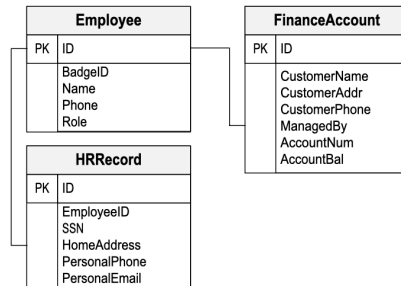 Employee
PK ID
BadgeID
Name
Phone
Role
FinanceAccount
PK ID
CustomerName
CustomerAddr
CustomerPhone
ManagedBy
AccountNum
AccountBal
HRRecord
PK ID
EmployeeID
SSN
HomeAddress
PersonalPhone
PersonalEmail